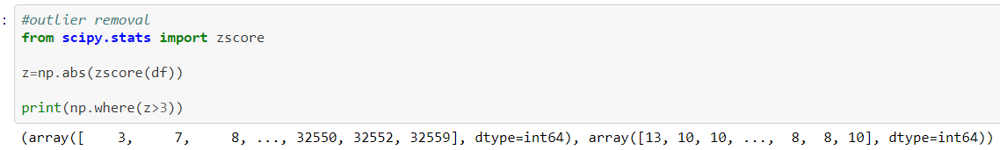 : #outlier removal
from scipy.stats import zscore
z=np.abs(zscore(df))
print(np.where(z>3))
(array([    3,     7,     8, ..., 32550, 32552, 32559], dtype=int64), array([13, 10, 10, ...,  8,  8, 10], dtype=int64))